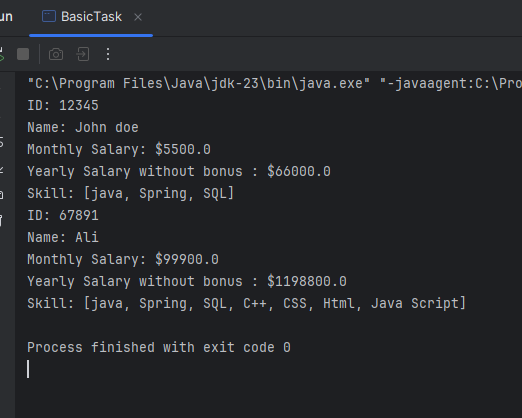 un BasicTask
"C:\Program Files\Java\jdk-23\bin\java.exe" "-javaagent:C:\Pro
ID: 12345
Name: John doe
Monthly Salary: $5500.0
Yearly Salary without bonus : $66000.0
Skill: [java, Spring, SQL]
ID: 67891
Name: Ali
Monthly Salary: $99900.0
Yearly Salary without bonus : $1198800.0
Skill: [java, Spring, SQL, C++, CSS, Html, Java Script]
Process finished with exit code 0